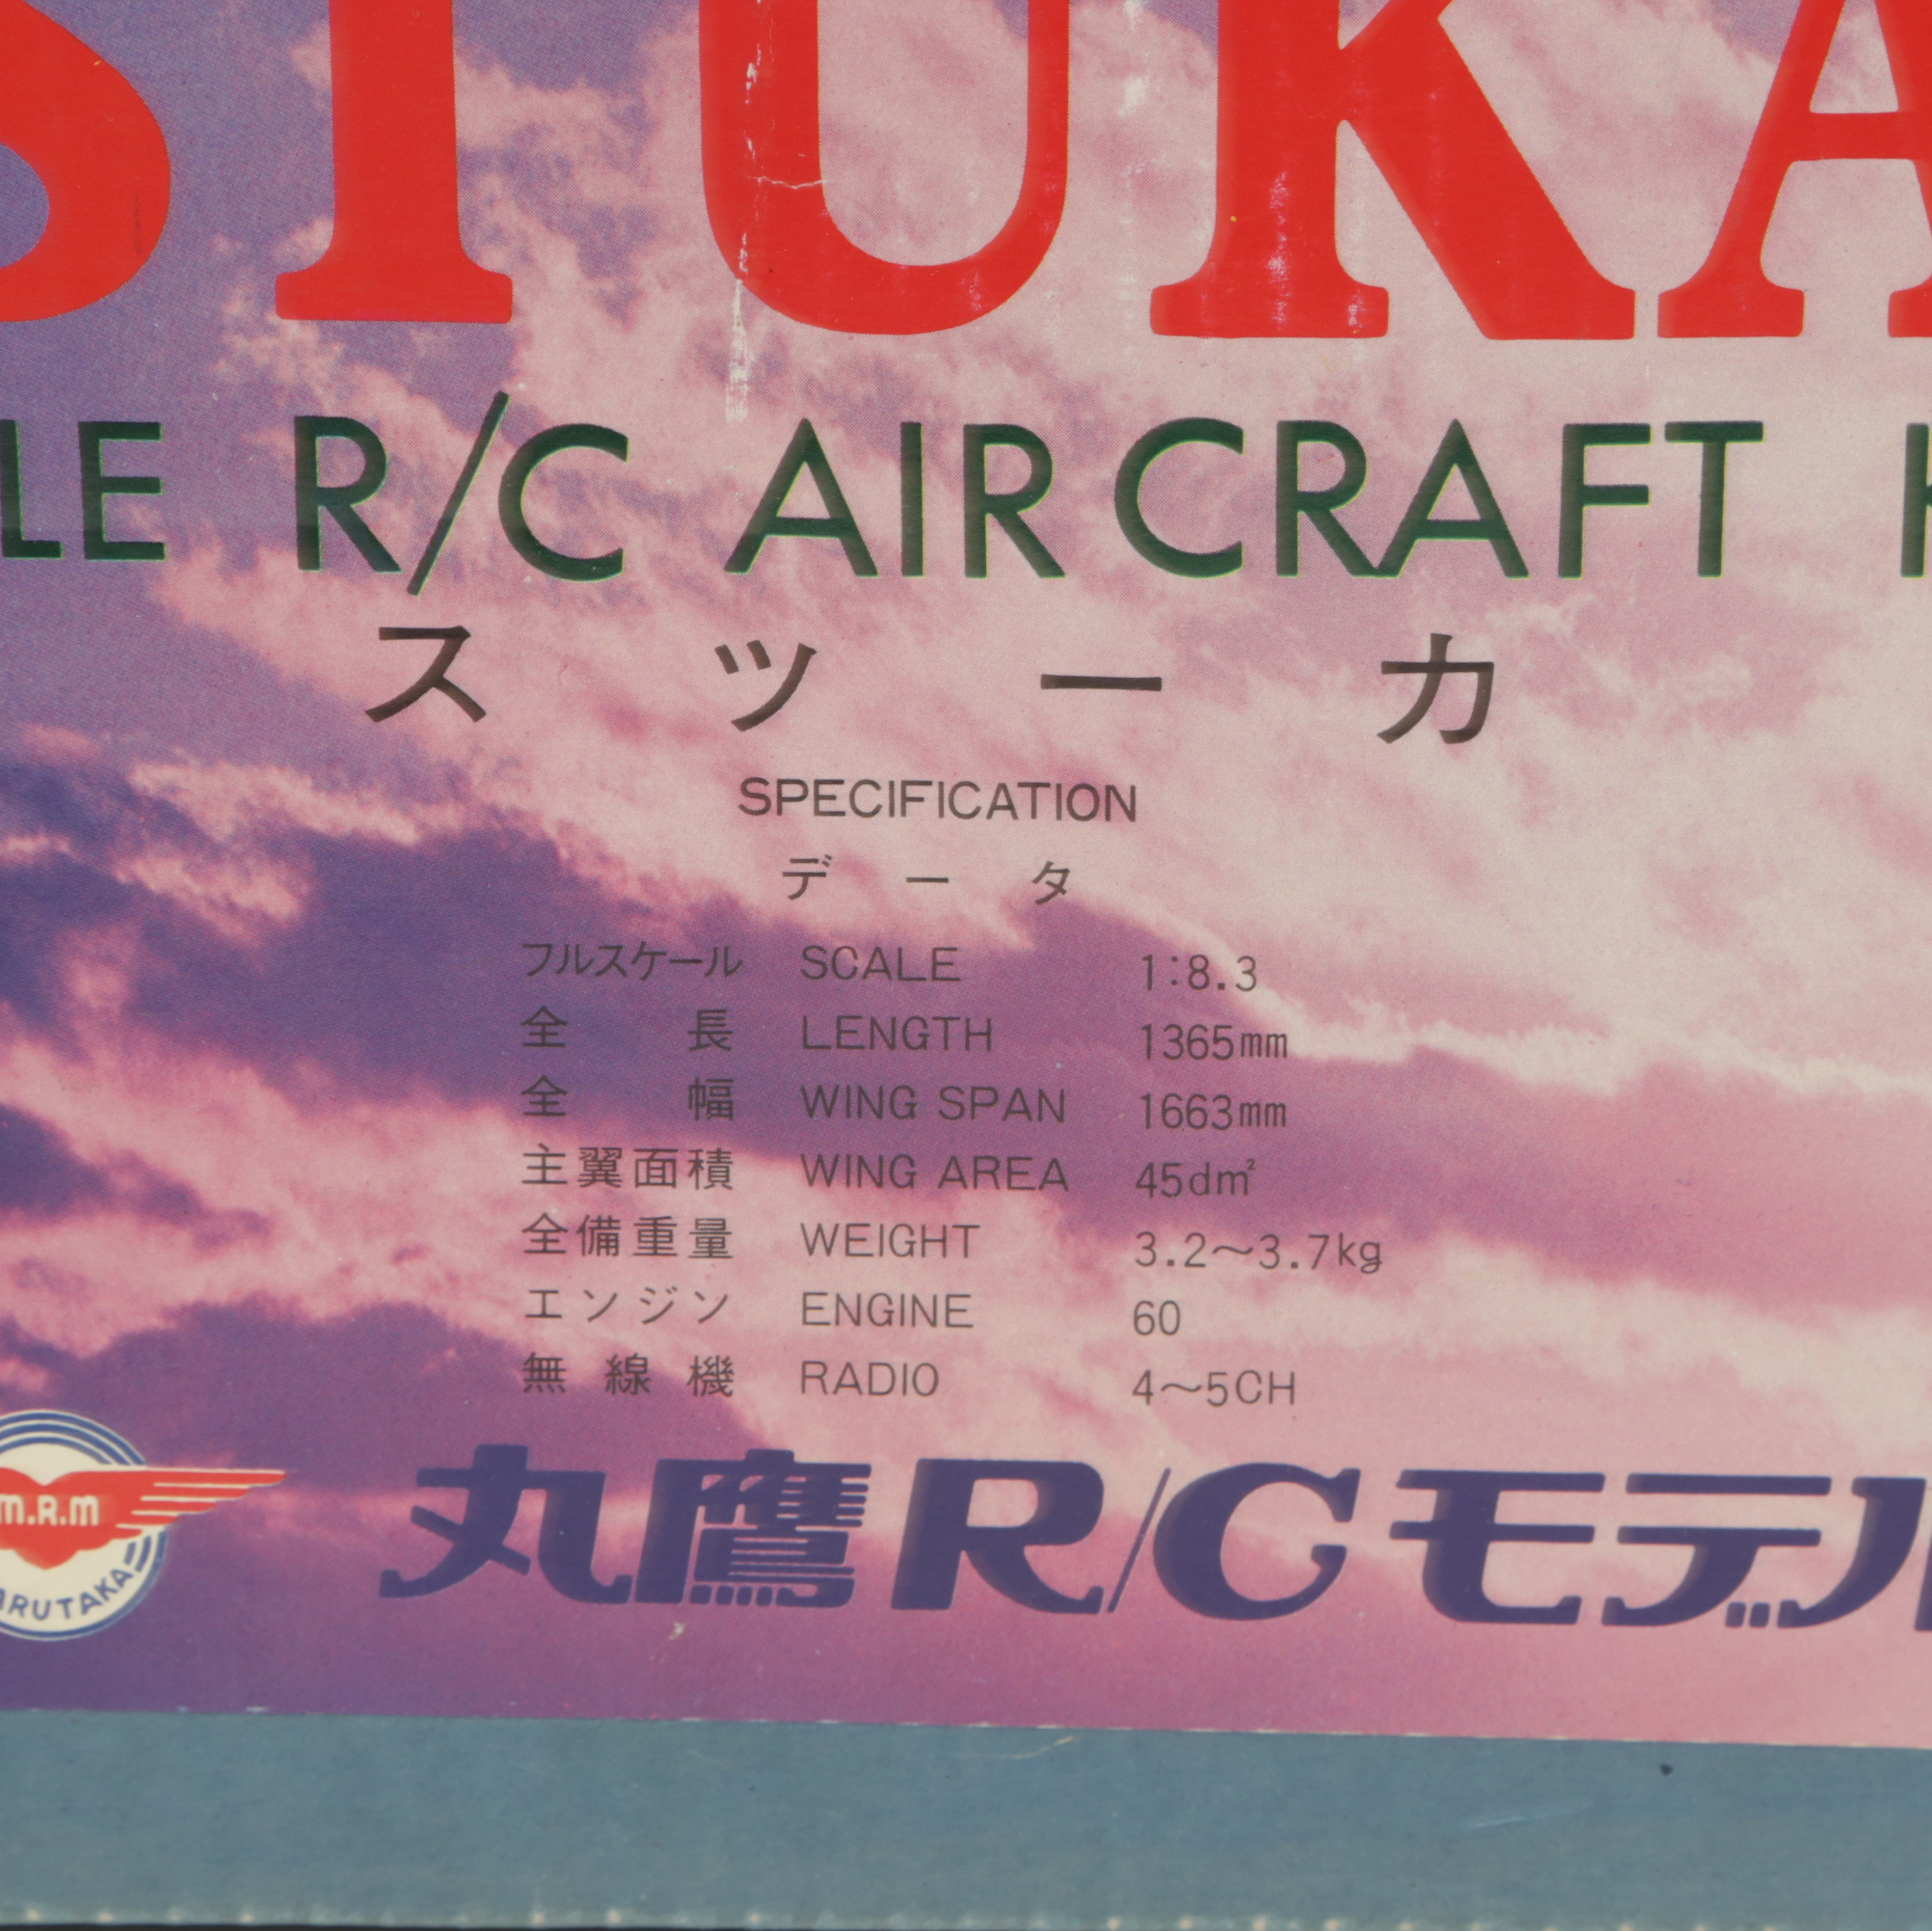 STUKA
LE R/C AIRCRAFT K
スツーカ
SPECIFICATION
データ
フルスケール SCALE 1:8.3
全長 LENGTH 1365mm
全幅 WING SPAN 1663mm
主翼面積 WING AREA 45dm²
全備重量 WEIGHT 3.2〜3.7kg
エンジン ENGINE 60
無線機 RADIO 4〜5CH
m.R.m
ARUTAKA
丸鷹R/Cモデル